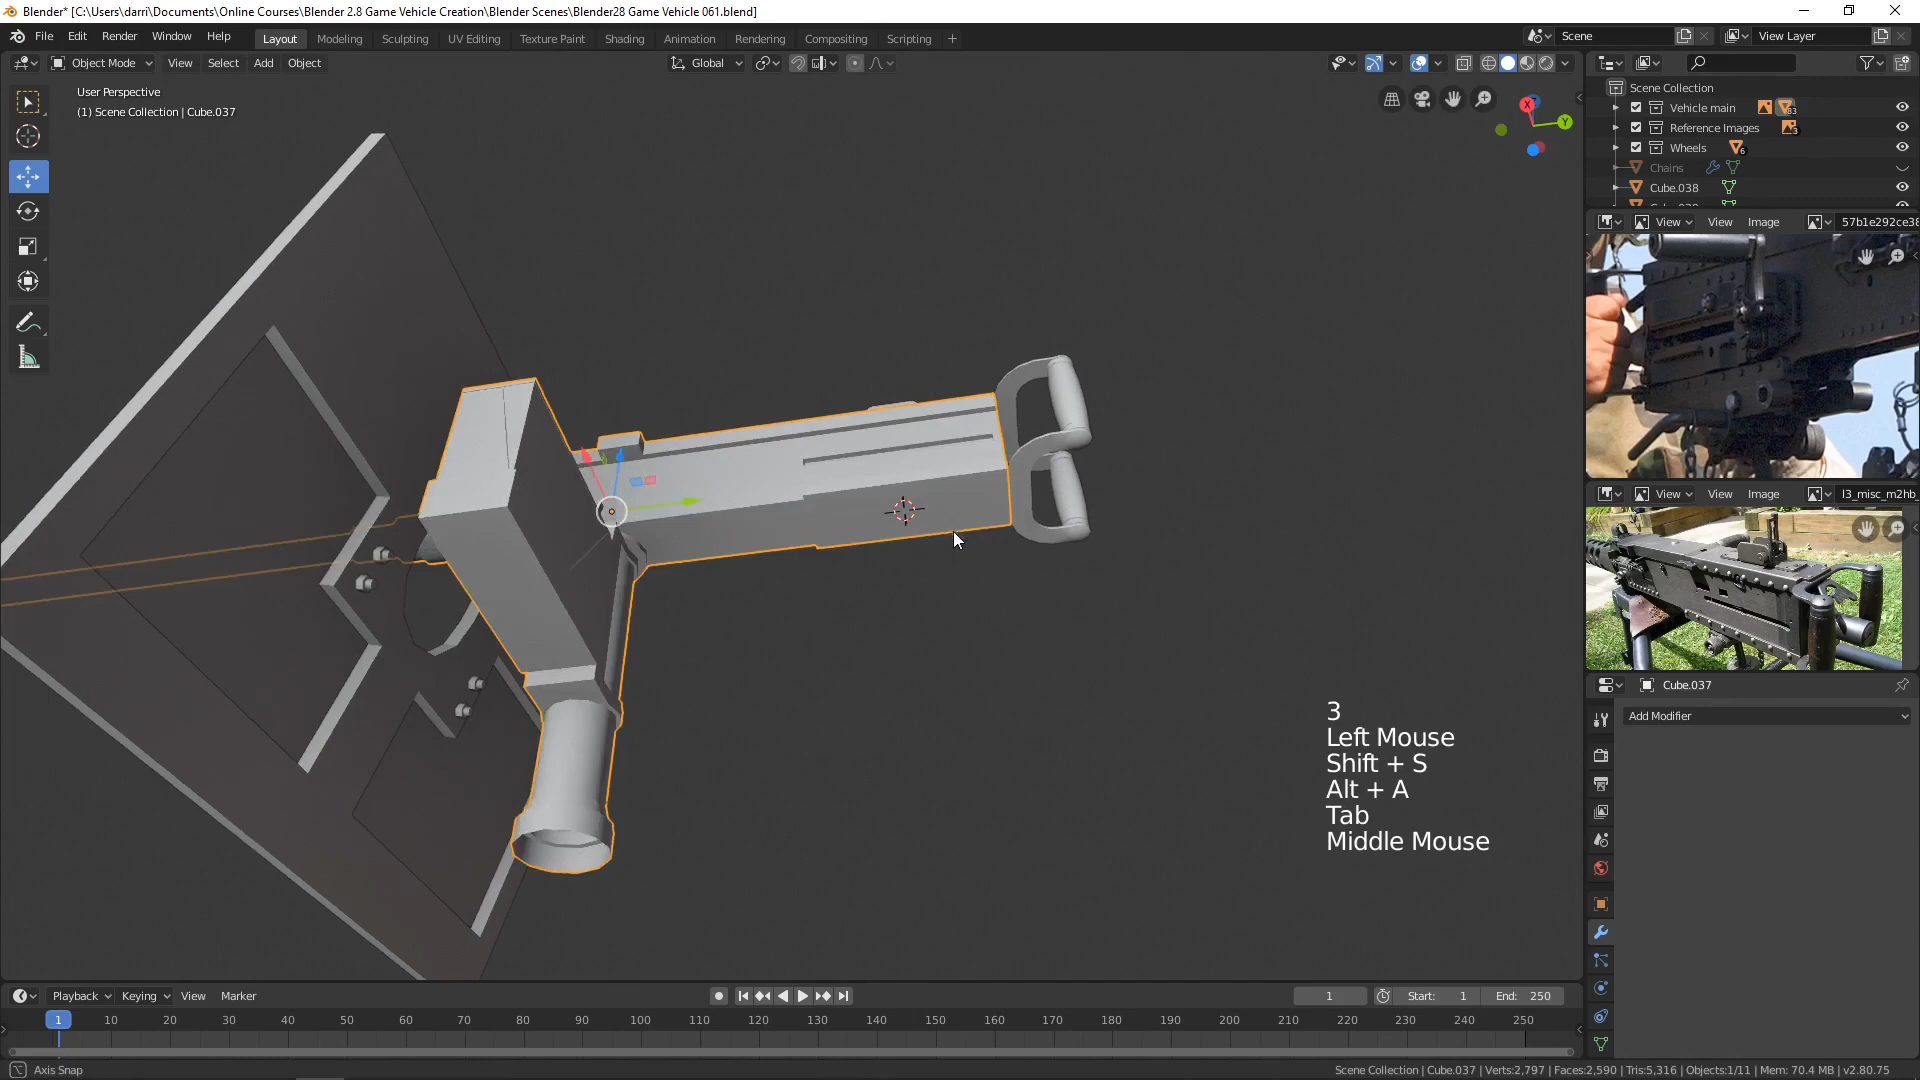 Blender* [C:\Users\darri\Documents\Online Courses\Blender 2.8 Game Vehicle Creation\Blender Scenes\Blender28 Game Vehicle 061.blend]
File Edit Render Window Help
Layout Modeling Sculpting UV Editing Texture Paint Shading Animation Rendering Compositing Scripting +
Scene
View Layer
Object Mode View Select Add Object
Global
User Perspective
(1) Scene Collection | Cube.037
X
Y
Scene Collection
Vehicle main
83
Reference Images
3
Wheels
6
Chains
Cube.038
View View Image 57b1e292ce38
View View Image l3_misc_m2hb_
Cube.037
Add Modifier
3
Left Mouse
Shift + S
Alt + A
Tab
Middle Mouse
Playback Keying View Marker
1
Start: 1
End: 250
1 10 20 30 40 50 60 70 80 90 100 110 120 130 140 150 160 170 180 190 200 210 220 230 240 250
Axis Snap
Scene Collection | Cube.037 | Verts:2,797 | Faces:2,590 | Tris:5,316 | Objects:1/11 | Mem: 70.4 MB | v2.80.75